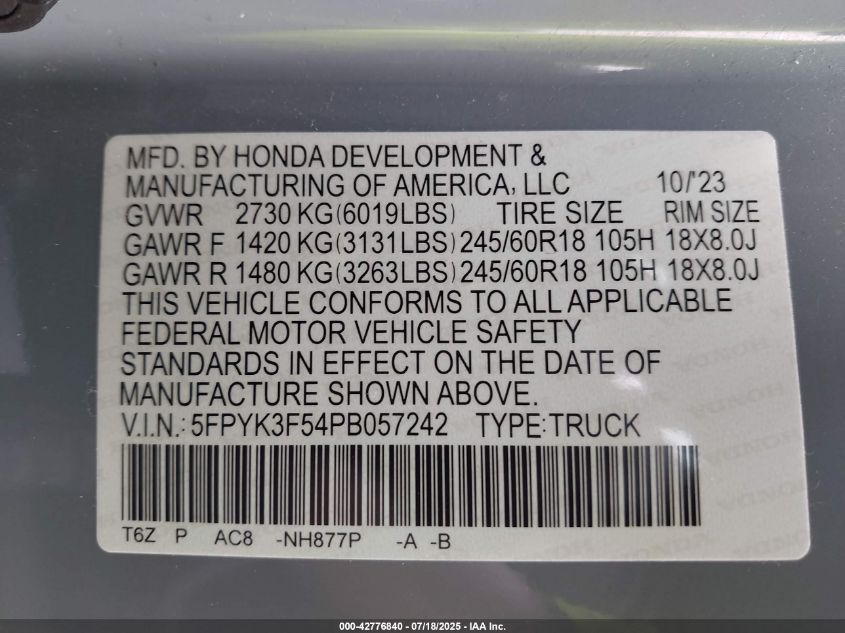 MFD. BY HONDA DEVELOPMENT &
MANUFACTURING OF AMERICA, LLC 10/'23
GVWR 2730 KG(6019LBS) TIRE SIZE RIM SIZE
GAWR F 1420 KG(3131LBS) 245/60R18 105H 18X8.0J
GAWR R 1480 KG(3263LBS) 245/60R18 105H 18X8.0J
THIS VEHICLE CONFORMS TO ALL APPLICABLE
FEDERAL MOTOR VEHICLE SAFETY
STANDARDS IN EFFECT ON THE DATE OF
MANUFACTURE SHOWN ABOVE.
V.I.N.: 5FPYK3F54PB057242 TYPE: TRUCK
T6Z P AC8 -NH877P -A -B
000-42776840 - 07/18/2025 - IAA Inc.